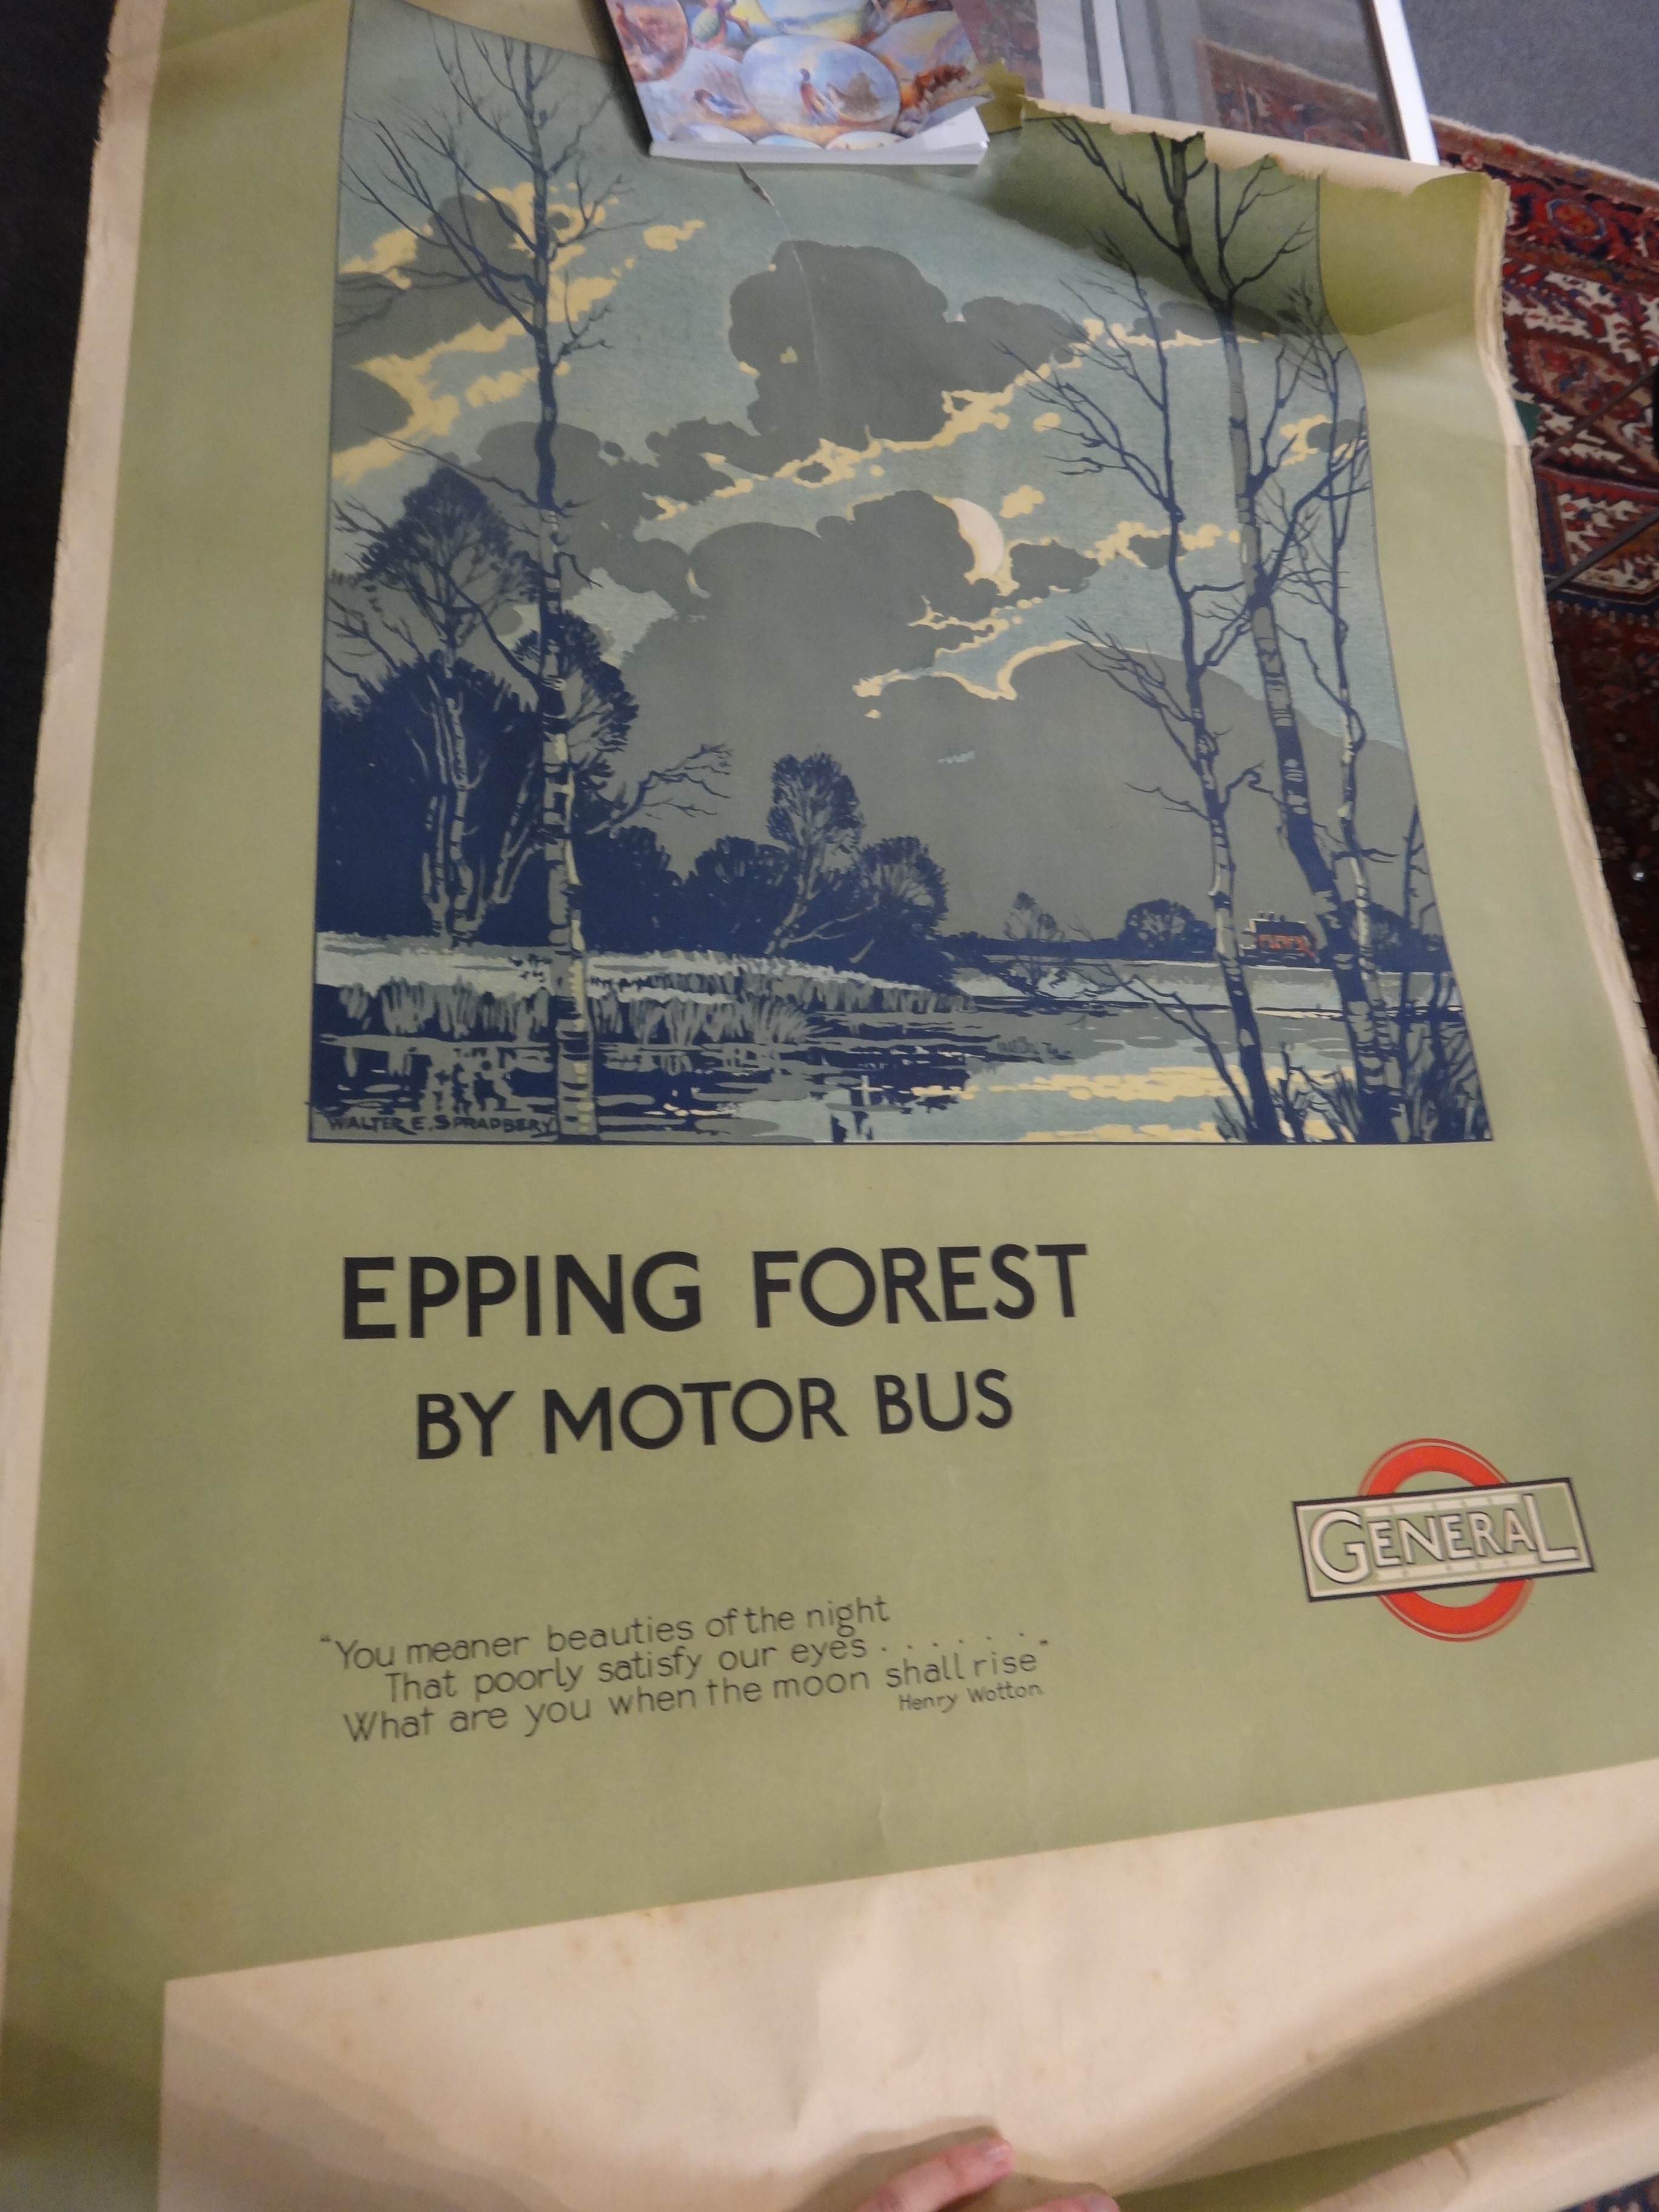 WALTER E. SPRADBERY
EPPING FOREST
BY MOTOR BUS
GENERAL
"You meaner beauties of the night
That poorly satisfy our eyes . . . . . .
What are you when the moon shall rise"
Henry Wotton.